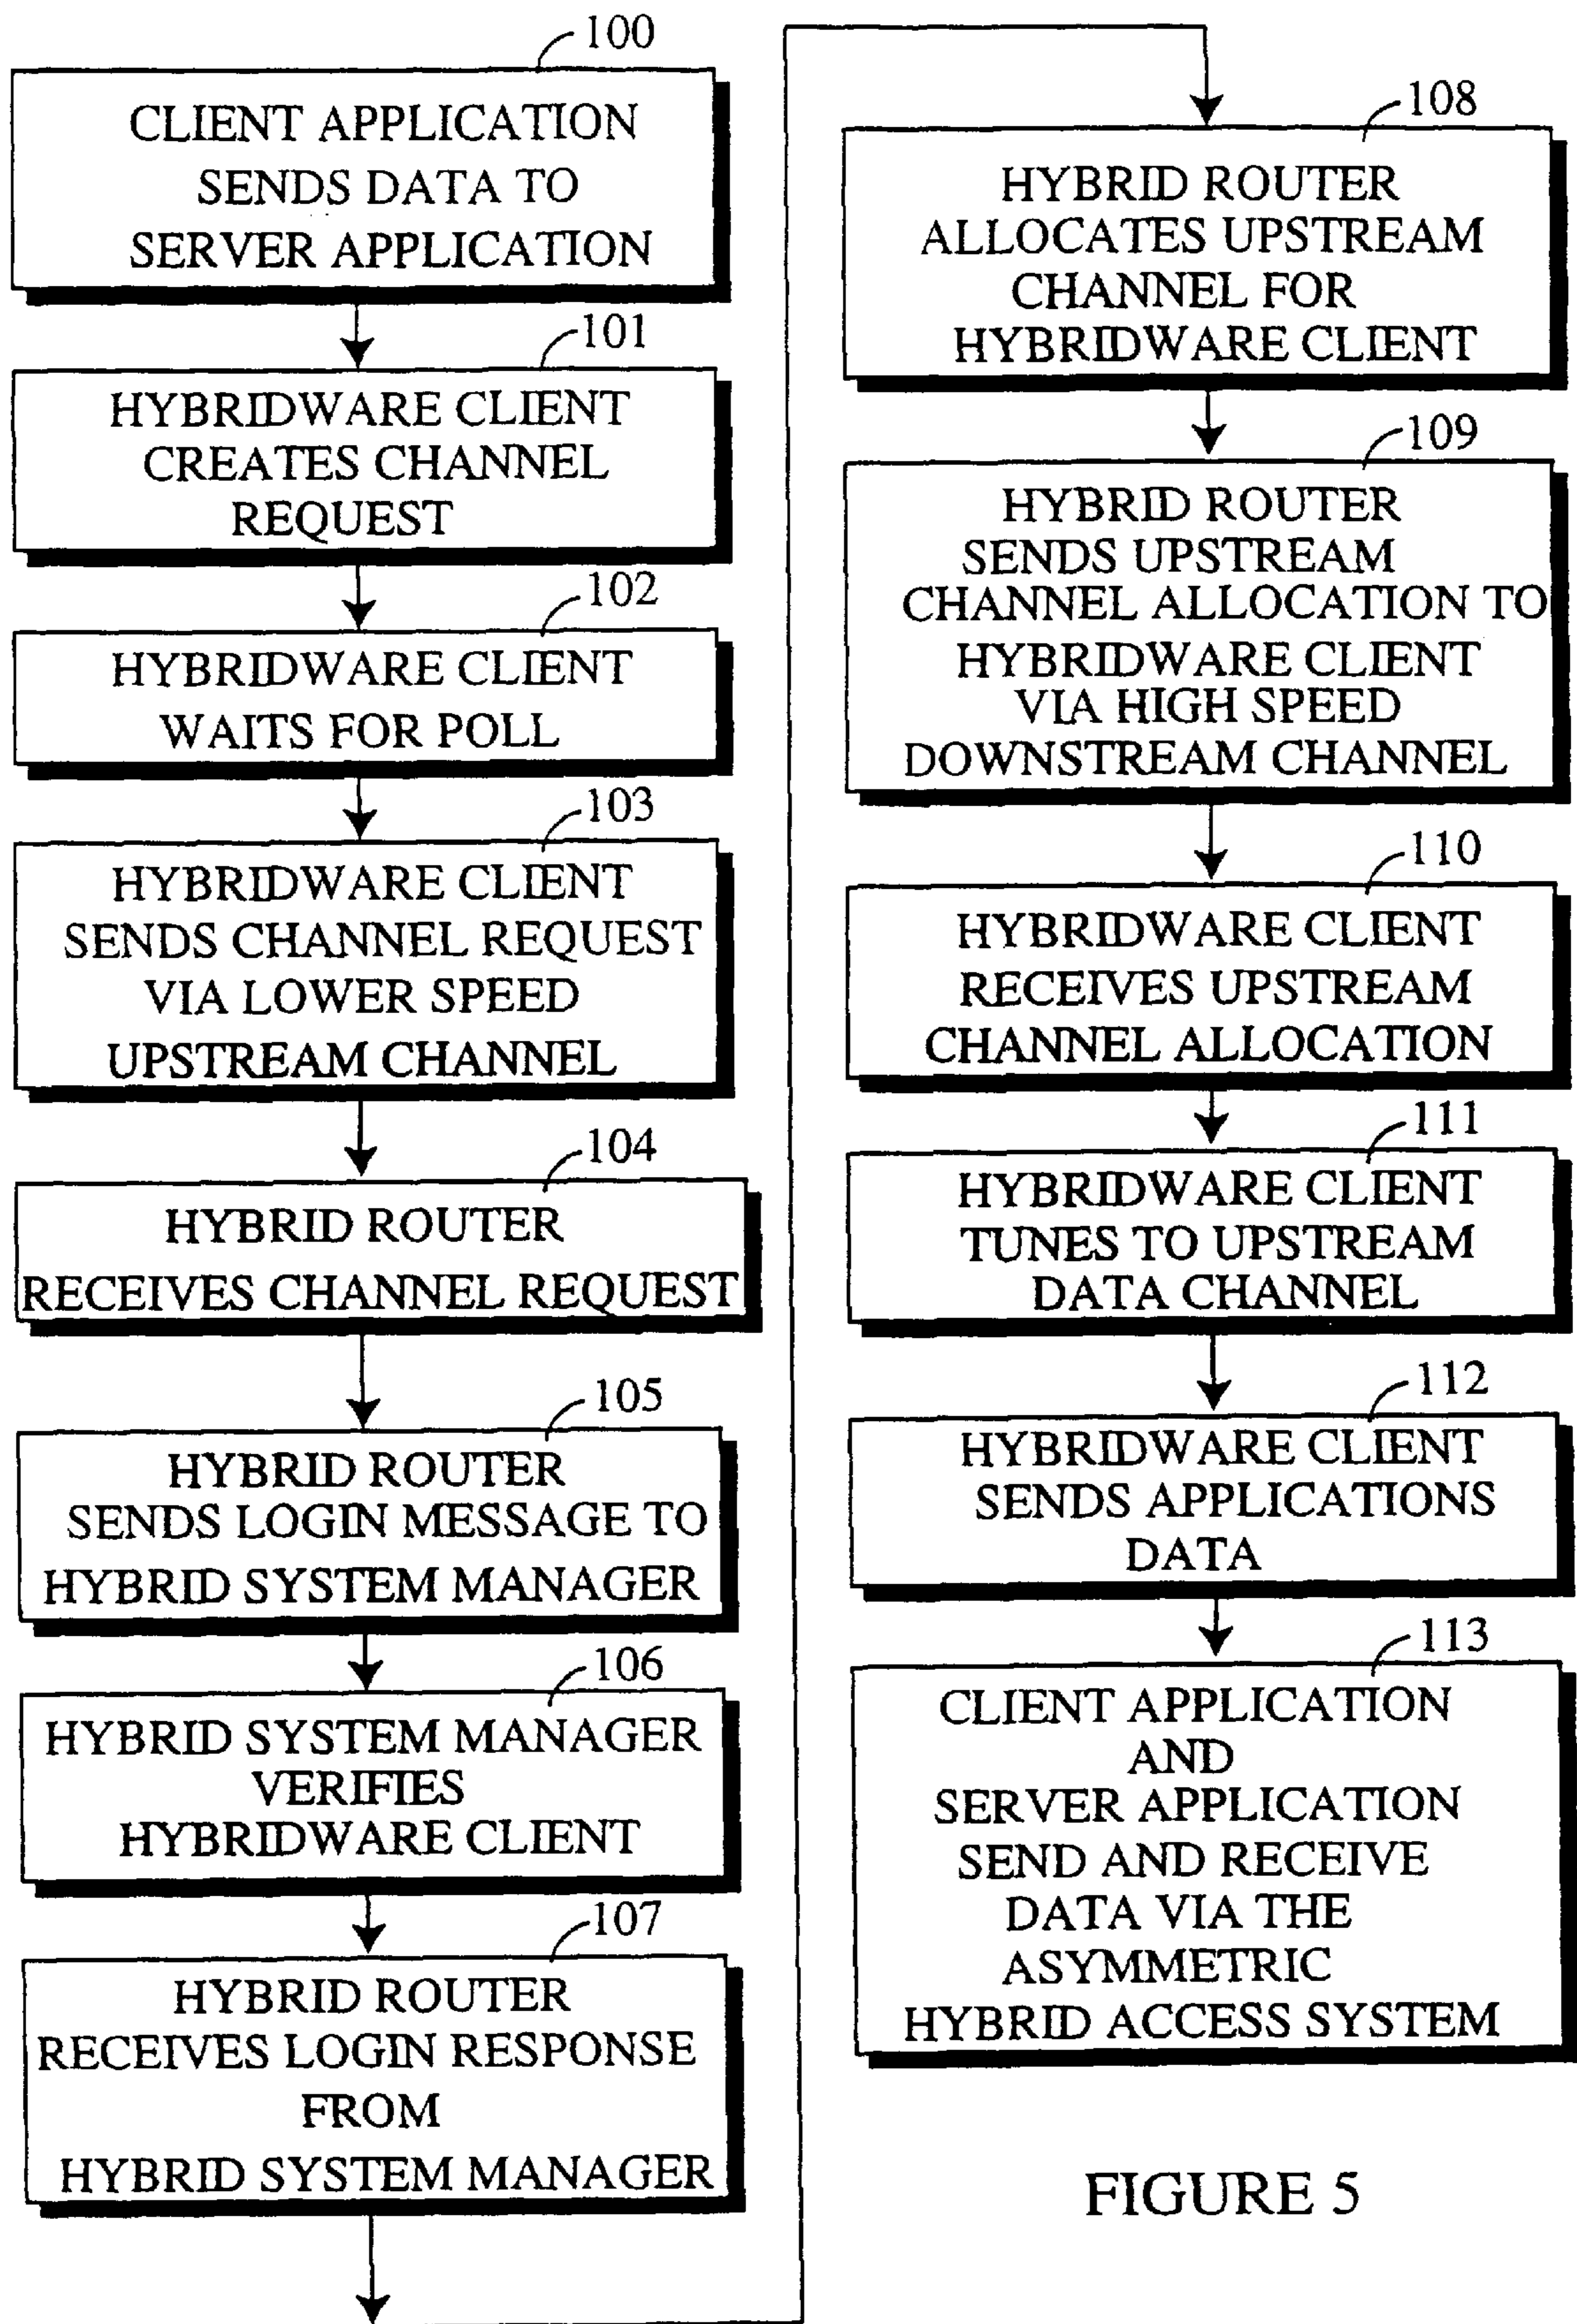 100
CLIENT APPLICATION
SENDS DATA TO
SERVER APPLICATION
101
HYBRIDWARE CLIENT
CREATES CHANNEL
REQUEST
102
HYBRIDWARE CLIENT
WAITS FOR POLL
103
HYBRIDWARE CLIENT
SENDS CHANNEL REQUEST
VIA LOWER SPEED
UPSTREAM CHANNEL
104
HYBRID ROUTER
RECEIVES CHANNEL REQUEST
105
HYBRID ROUTER
SENDS LOGIN MESSAGE TO
HYBRID SYSTEM MANAGER
106
HYBRID SYSTEM MANAGER
VERIFIES
HYBRIDWARE CLIENT
107
HYBRID ROUTER
RECEIVES LOGIN RESPONSE
FROM
HYBRID SYSTEM MANAGER
108
HYBRID ROUTER
ALLOCATES UPSTREAM
CHANNEL FOR
HYBRIDWARE CLIENT
109
HYBRID ROUTER
SENDS UPSTREAM
CHANNEL ALLOCATION TO
HYBRIDWARE CLIENT
VIA HIGH SPEED
DOWNSTREAM CHANNEL
110
HYBRIDWARE CLIENT
RECEIVES UPSTREAM
CHANNEL ALLOCATION
111
HYBRIDWARE CLIENT
TUNES TO UPSTREAM
DATA CHANNEL
112
HYBRIDWARE CLIENT
SENDS APPLICATIONS
DATA
113
CLIENT APPLICATION
AND
SERVER APPLICATION
SEND AND RECEIVE
DATA VIA THE
ASYMMETRIC
HYBRID ACCESS SYSTEM
FIGURE 5